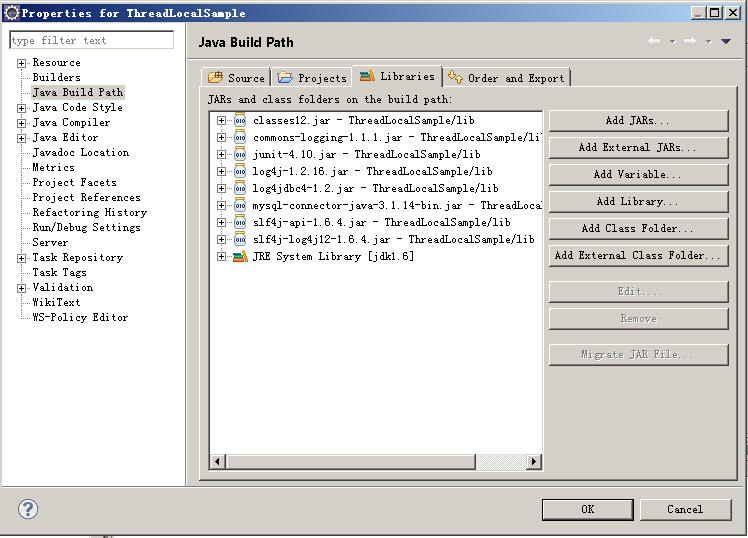 Properties for ThreadLocalSample
type filter text
Resource
Builders
Java Build Path
Java Code Style
Java Compiler
Java Editor
Javadoc Location
Metrics
Project Facets
Project References
Refactoring History
Run/Debug Settings
Server
Task Repository
Task Tags
Validation
WikiText
WS-Policy Editor
Java Build Path
Source
Projects
Libraries
Order and Export
JARs and class folders on the build path:
classes12.jar - ThreadLocalSample/lib
commons-logging-1.1.1.jar - ThreadLocalSample/li
junit-4.10.jar - ThreadLocalSample/lib
log4j-1.2.16.jar - ThreadLocalSample/lib
log4jdbc4-1.2.jar - ThreadLocalSample/lib
mysql-connector-java-3.1.14-bin.jar - ThreadLocal
slf4j-api-1.6.4.jar - ThreadLocalSample/lib
slf4j-log4j12-1.6.4.jar - ThreadLocalSample/lib
JRE System Library [jdk1.6]
Add JARs...
Add External JARs...
Add Variable...
Add Library...
Add Class Folder...
Add External Class Folder...
Edit...
Remove
Migrate JAR File...
OK
Cancel